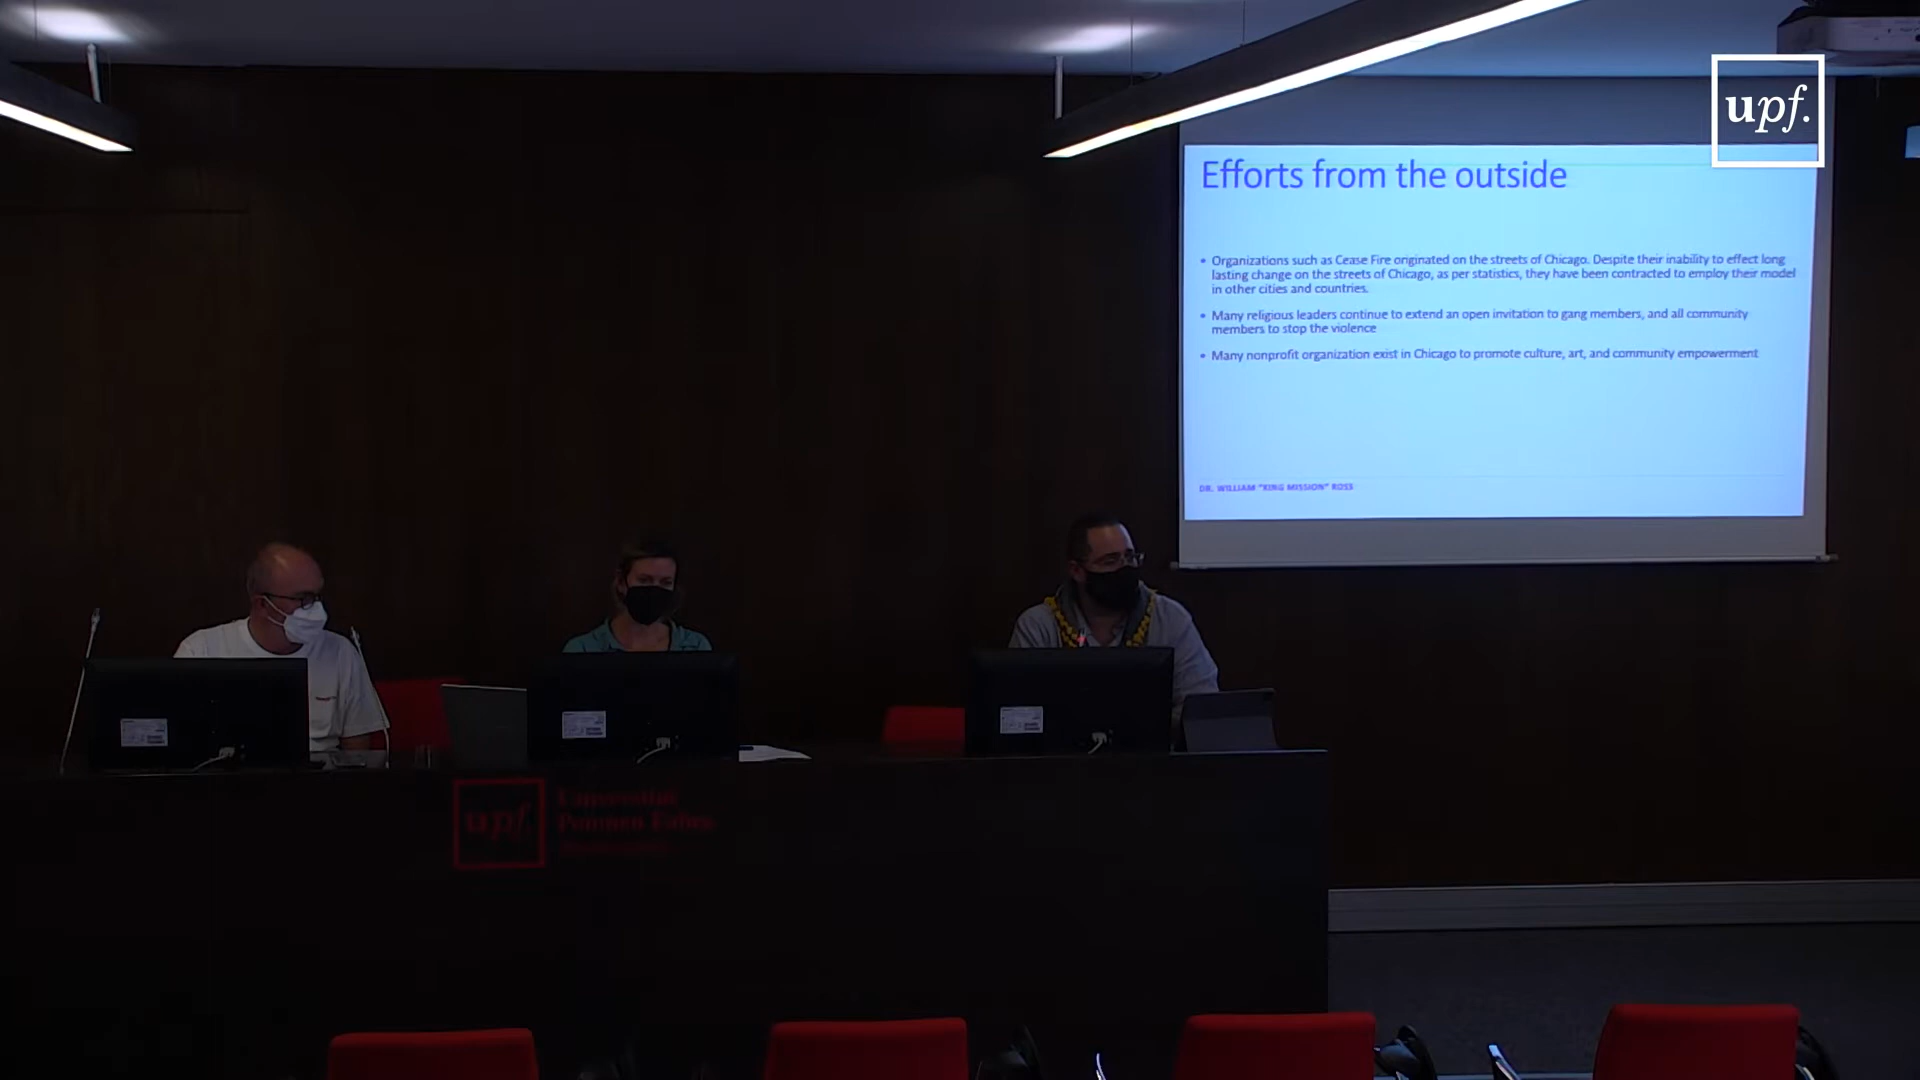 upf.
Efforts from the outside
• Organizations such as Cease Fire originated on the streets of Chicago. Despite their inability to effect long
lasting change on the streets of Chicago, as per statistics, they have been contracted to employ their model
in other cities and countries.
• Many religious leaders continue to extend an open invitation to gang members, and all community
members to stop the violence
• Many nonprofit organization exist in Chicago to promote culture, art, and community empowerment
DR. WILLIAM "KING MISSION" ROSS
upf.
Universitat
Pompeu Fabra